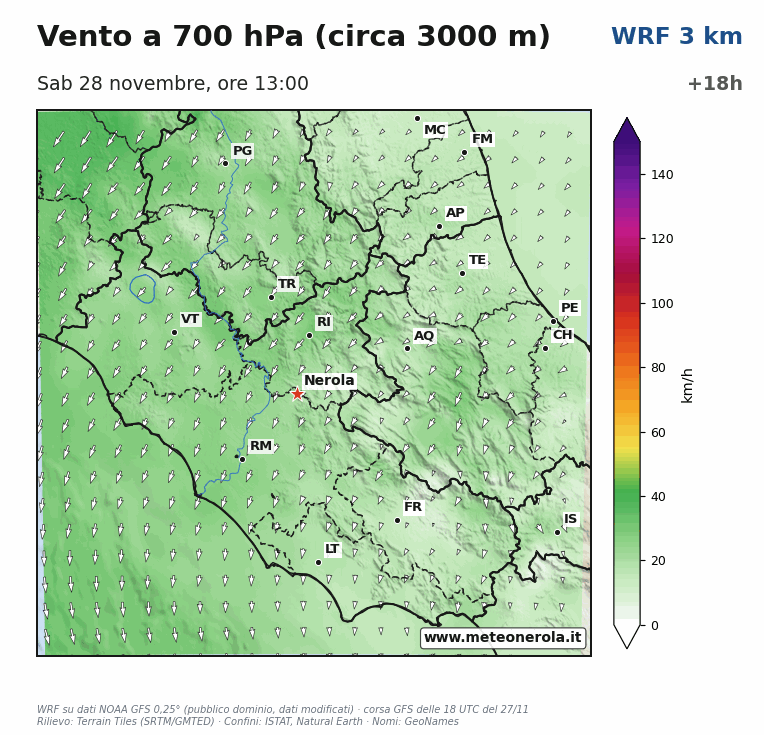 Vento a 700 hPa (circa 3000 m)
WRF 3 km
Sab 28 novembre, ore 13:00
+18h
MC
FM
PG
AP
TE
TR
PE
VT
RI
AQ
CH
Nerola
RM
FR
IS
LT
www.meteonerola.it
140
120
100
80
60
40
20
0
km/h
WRF su dati NOAA GFS 0,25° (pubblico dominio, dati modificati) · corsa GFS delle 18 UTC del 27/11
Rilievo: Terrain Tiles (SRTM/GMTED) · Confini: ISTAT, Natural Earth · Nomi: GeoNames